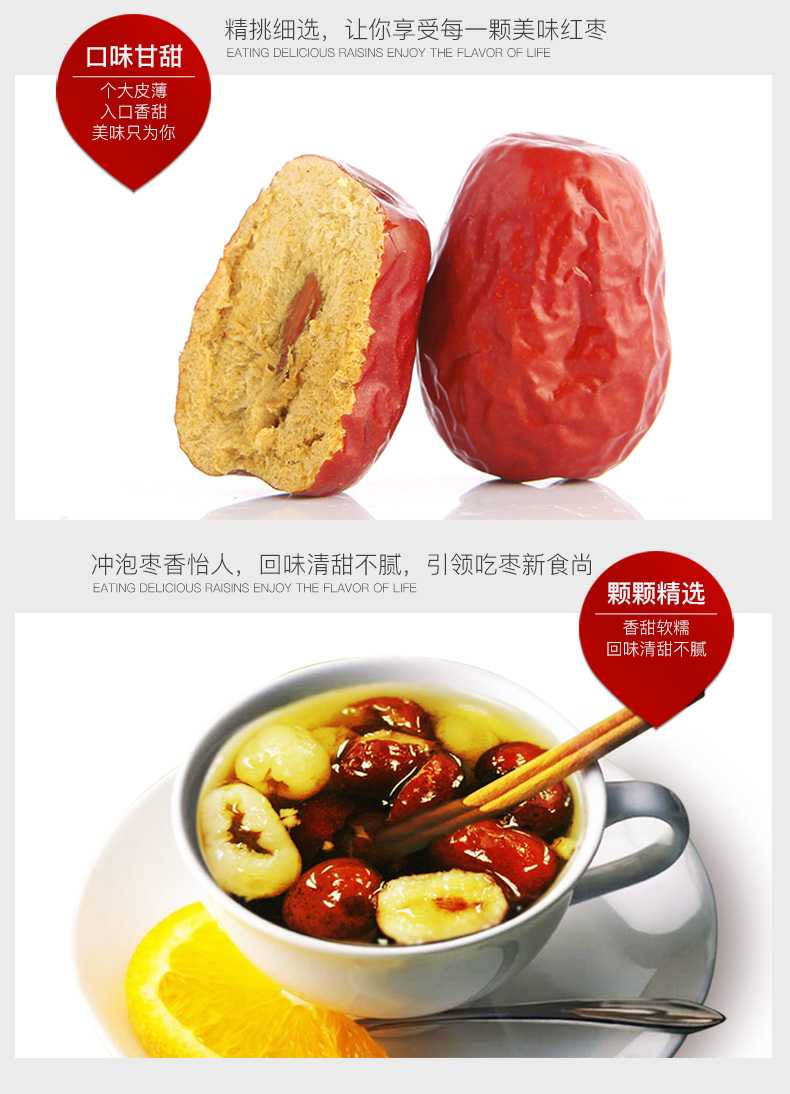 精挑细选，让你享受每一颗美味红枣
EATING DELICIOUS RAISINS ENJOY THE FLAVOR OF LIFE
口味甘甜
个大皮薄
入口香甜
美味只为你
冲泡枣香怡人，回味清甜不腻，引领吃枣新食尚
EATING DELICIOUS RAISINS ENJOY THE FLAVOR OF LIFE
颗颗精选
香甜软糯
回味清甜不腻